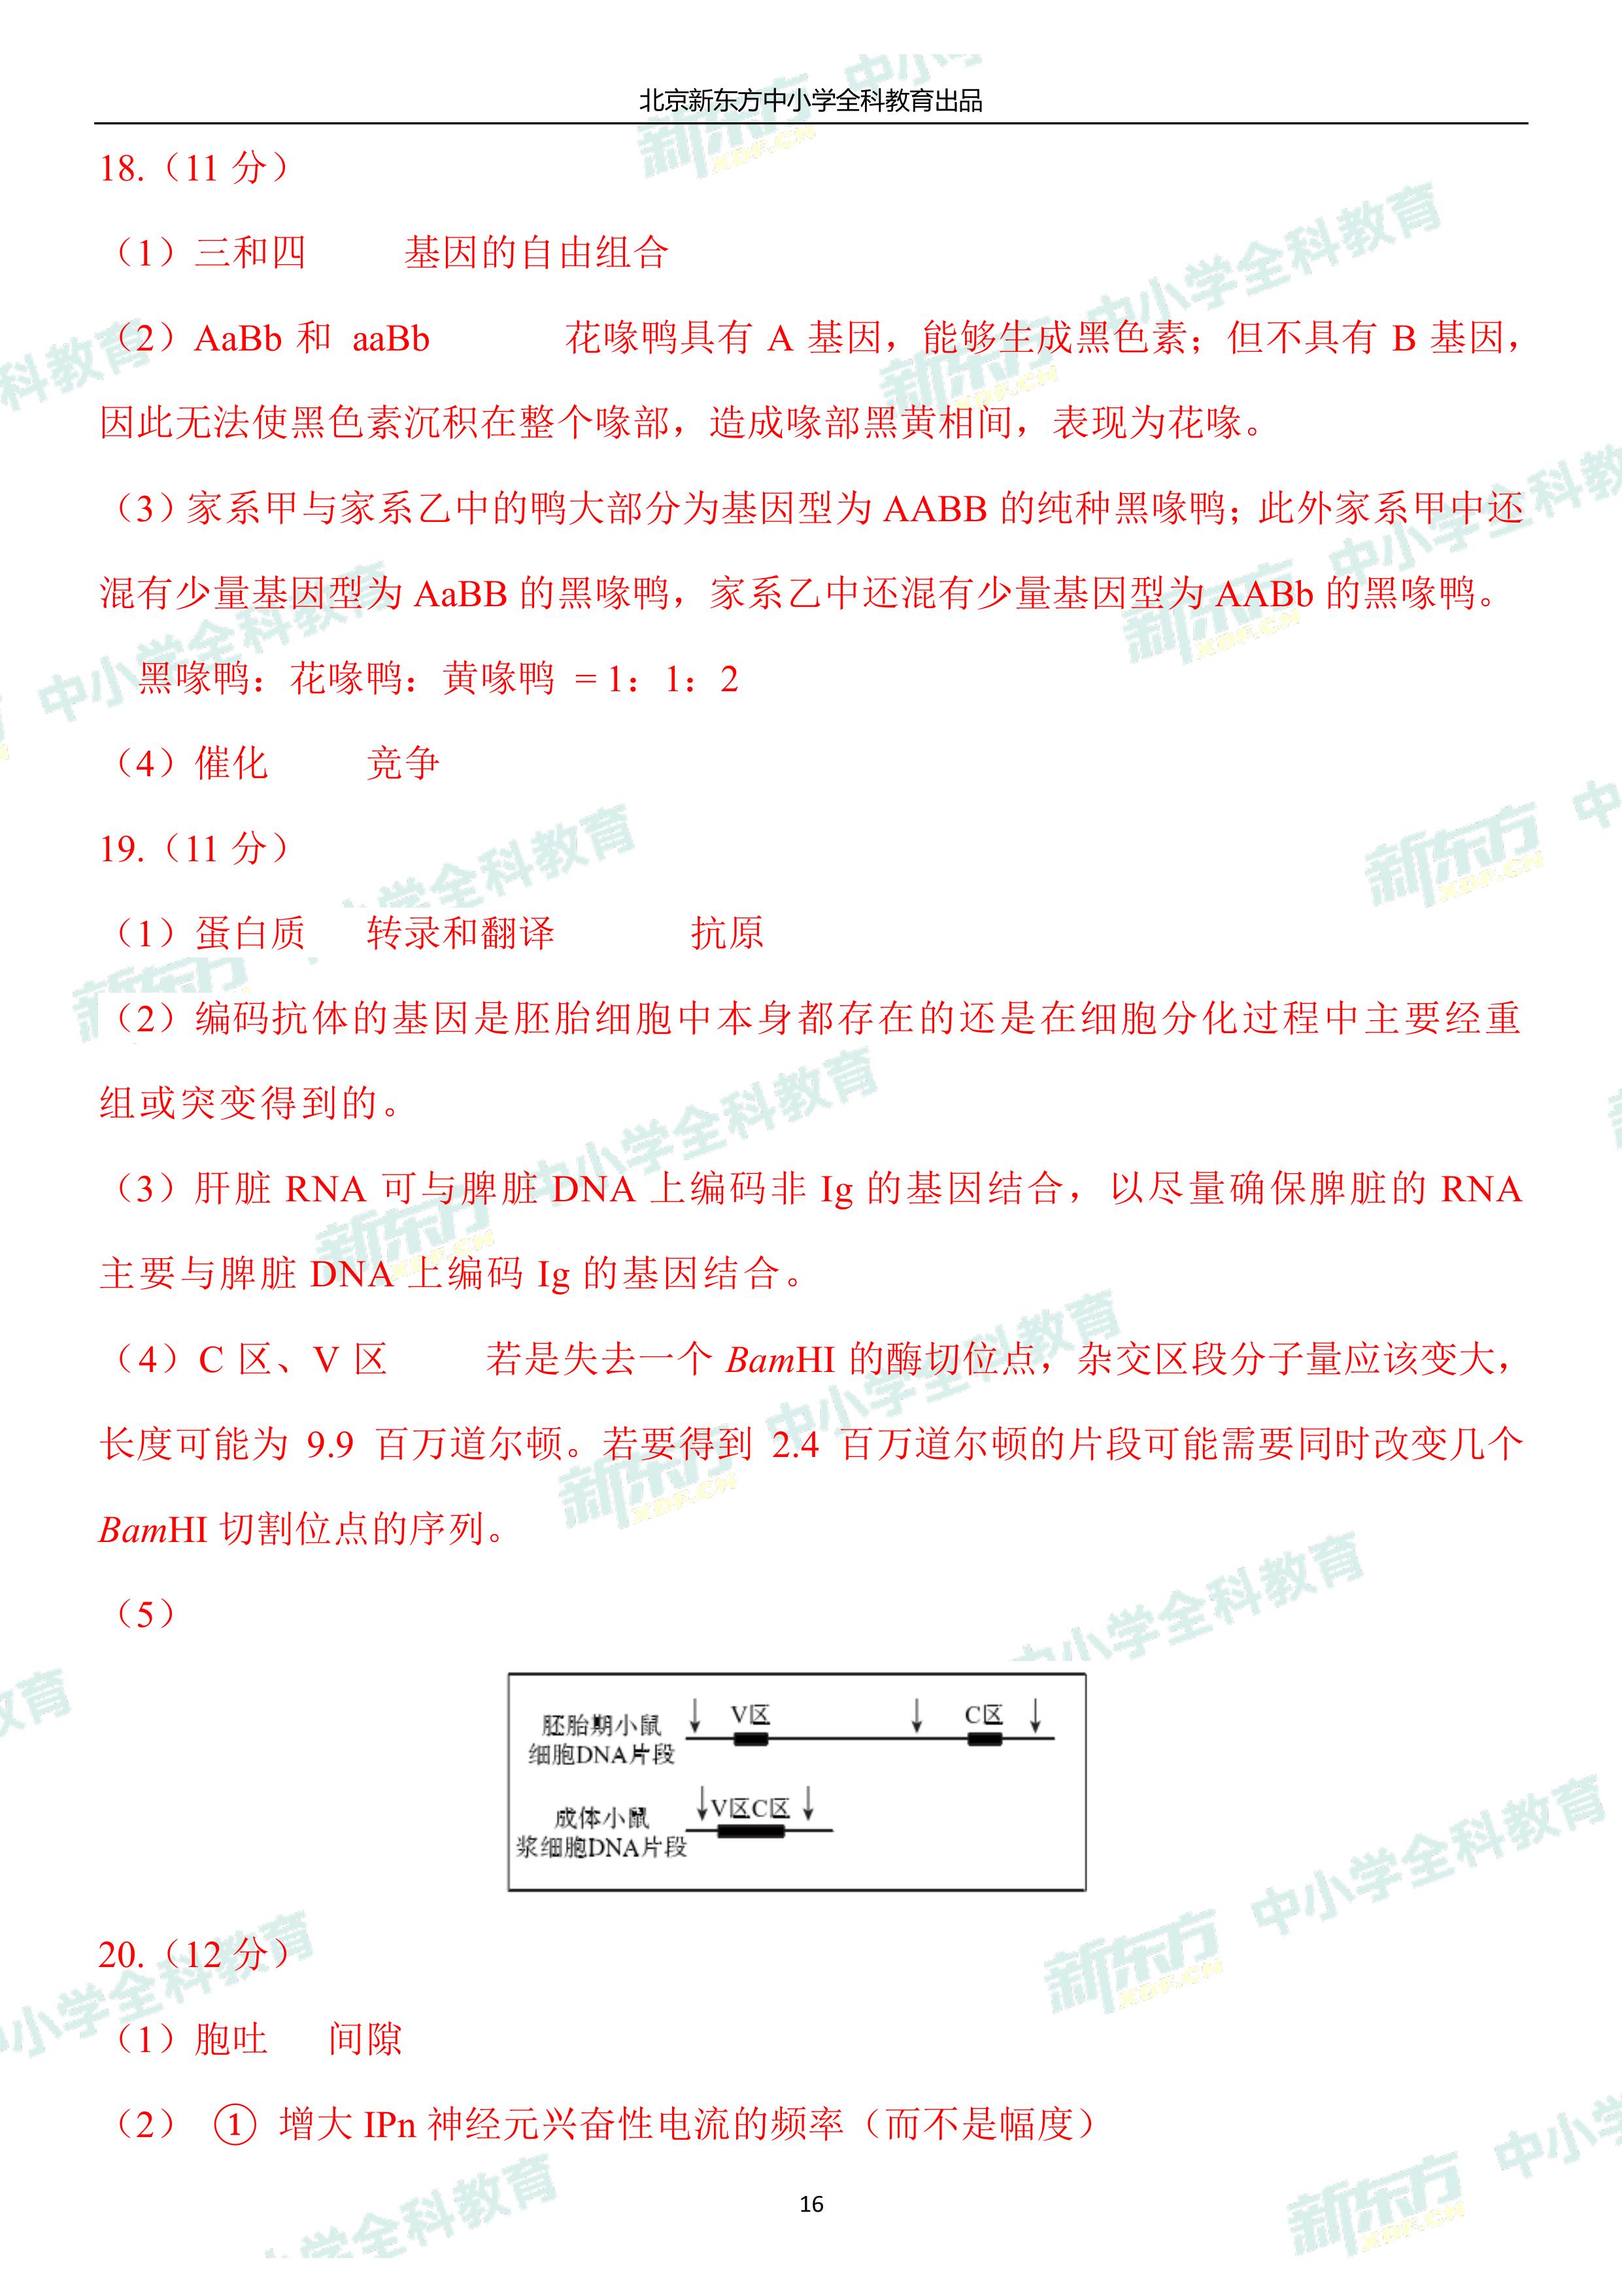 北京新东方中小学全科教育出品
18.（11 分）
（1）三和四 基因的自由组合
（2）AaBb 和 aaBb 花喙鸭具有 A 基因，能够生成黑色素；但不具有 B 基因，
因此无法使黑色素沉积在整个喙部，造成喙部黑黄相间，表现为花喙。
（3）家系甲与家系乙中的鸭大部分为基因型为 AABB 的纯种黑喙鸭；此外家系甲中还
混有少量基因型为 AaBB 的黑喙鸭，家系乙中还混有少量基因型为 AABb 的黑喙鸭。
黑喙鸭：花喙鸭：黄喙鸭 = 1：1：2
（4）催化 竞争
19.（11 分）
（1）蛋白质 转录和翻译 抗原
（2）编码抗体的基因是胚胎细胞中本身都存在的还是在细胞分化过程中主要经重
组或突变得到的。
（3）肝脏 RNA 可与脾脏 DNA 上编码非 Ig 的基因结合，以尽量确保脾脏的 RNA
主要与脾脏 DNA 上编码 Ig 的基因结合。
（4）C 区、V 区 若是失去一个 BamHI 的酶切位点，杂交区段分子量应该变大，
长度可能为 9.9 百万道尔顿。若要得到 2.4 百万道尔顿的片段可能需要同时改变几个
BamHI 切割位点的序列。
（5）
V区 C区
胚胎期小鼠
细胞DNA片段
V区C区
成体小鼠
浆细胞DNA片段
20.（12 分）
（1）胞吐 间隙
（2） ① 增大 IPn 神经元兴奋性电流的频率（而不是幅度）
16